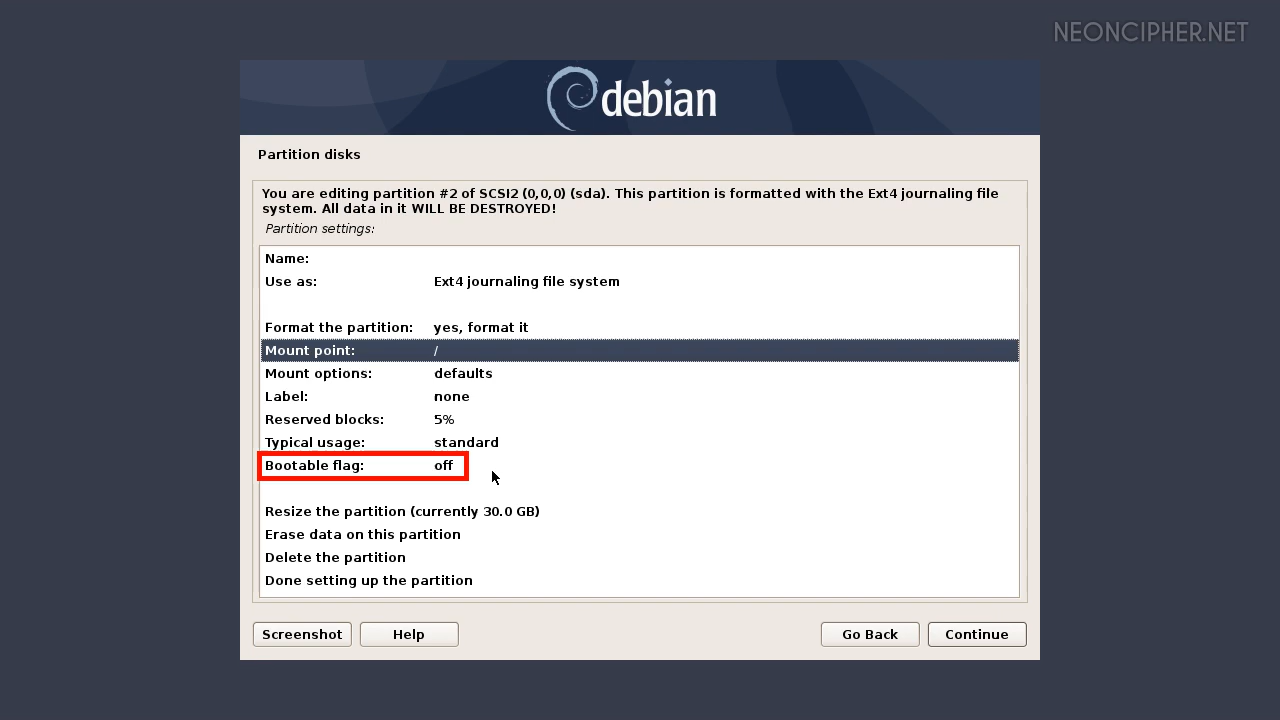 NEONCIPHER.NET
debian
Partition disks
You are editing partition #2 of SCSI2 (0,0,0) (sda). This partition is formatted with the Ext4 journaling file
system. All data in it WILL BE DESTROYED!
Partition settings:
Name:
Use as: Ext4 journaling file system
Format the partition: yes, format it
Mount point: /
Mount options: defaults
Label: none
Reserved blocks: 5%
Typical usage: standard
Bootable flag: off
Resize the partition (currently 30.0 GB)
Erase data on this partition
Delete the partition
Done setting up the partition
Screenshot Help Go Back Continue